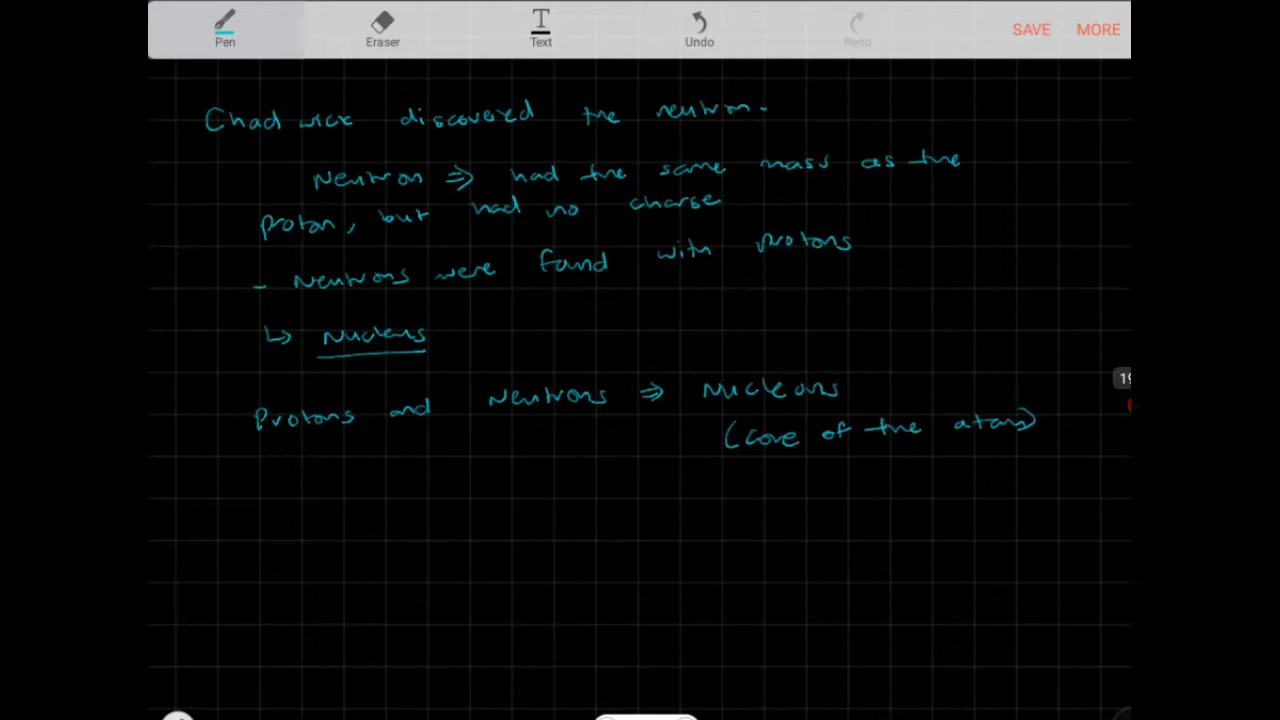 Pen Eraser Text Undo Redo SAVE MORE
Chadwick discovered the neutron.
Neutron ⇒ had the same mass as the
proton, but had no charge
- Neutrons were found with protons
↳ Nucleus
19
Protons and Neutrons ⇒ Nucleons
(core of the atom)